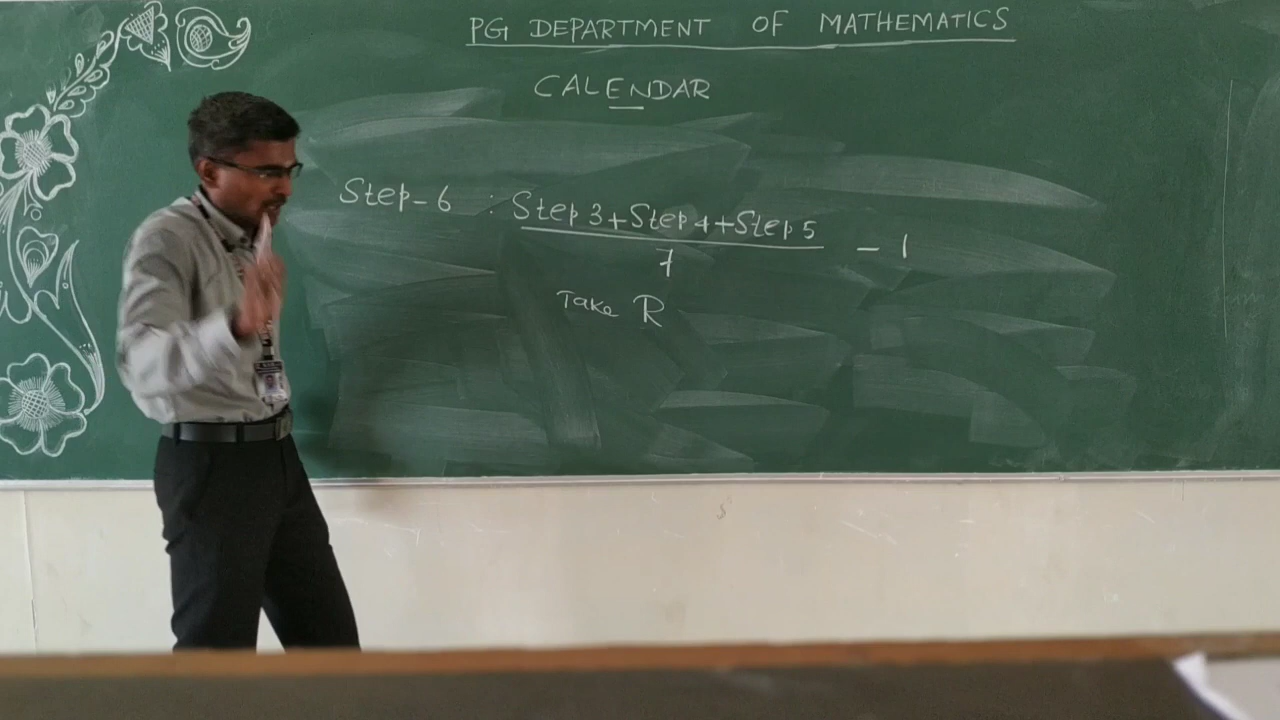 PG DEPARTMENT OF MATHEMATICS
CALENDAR
Step-6 : Step 3+Step 4+Step 5
7
- 1
Take R